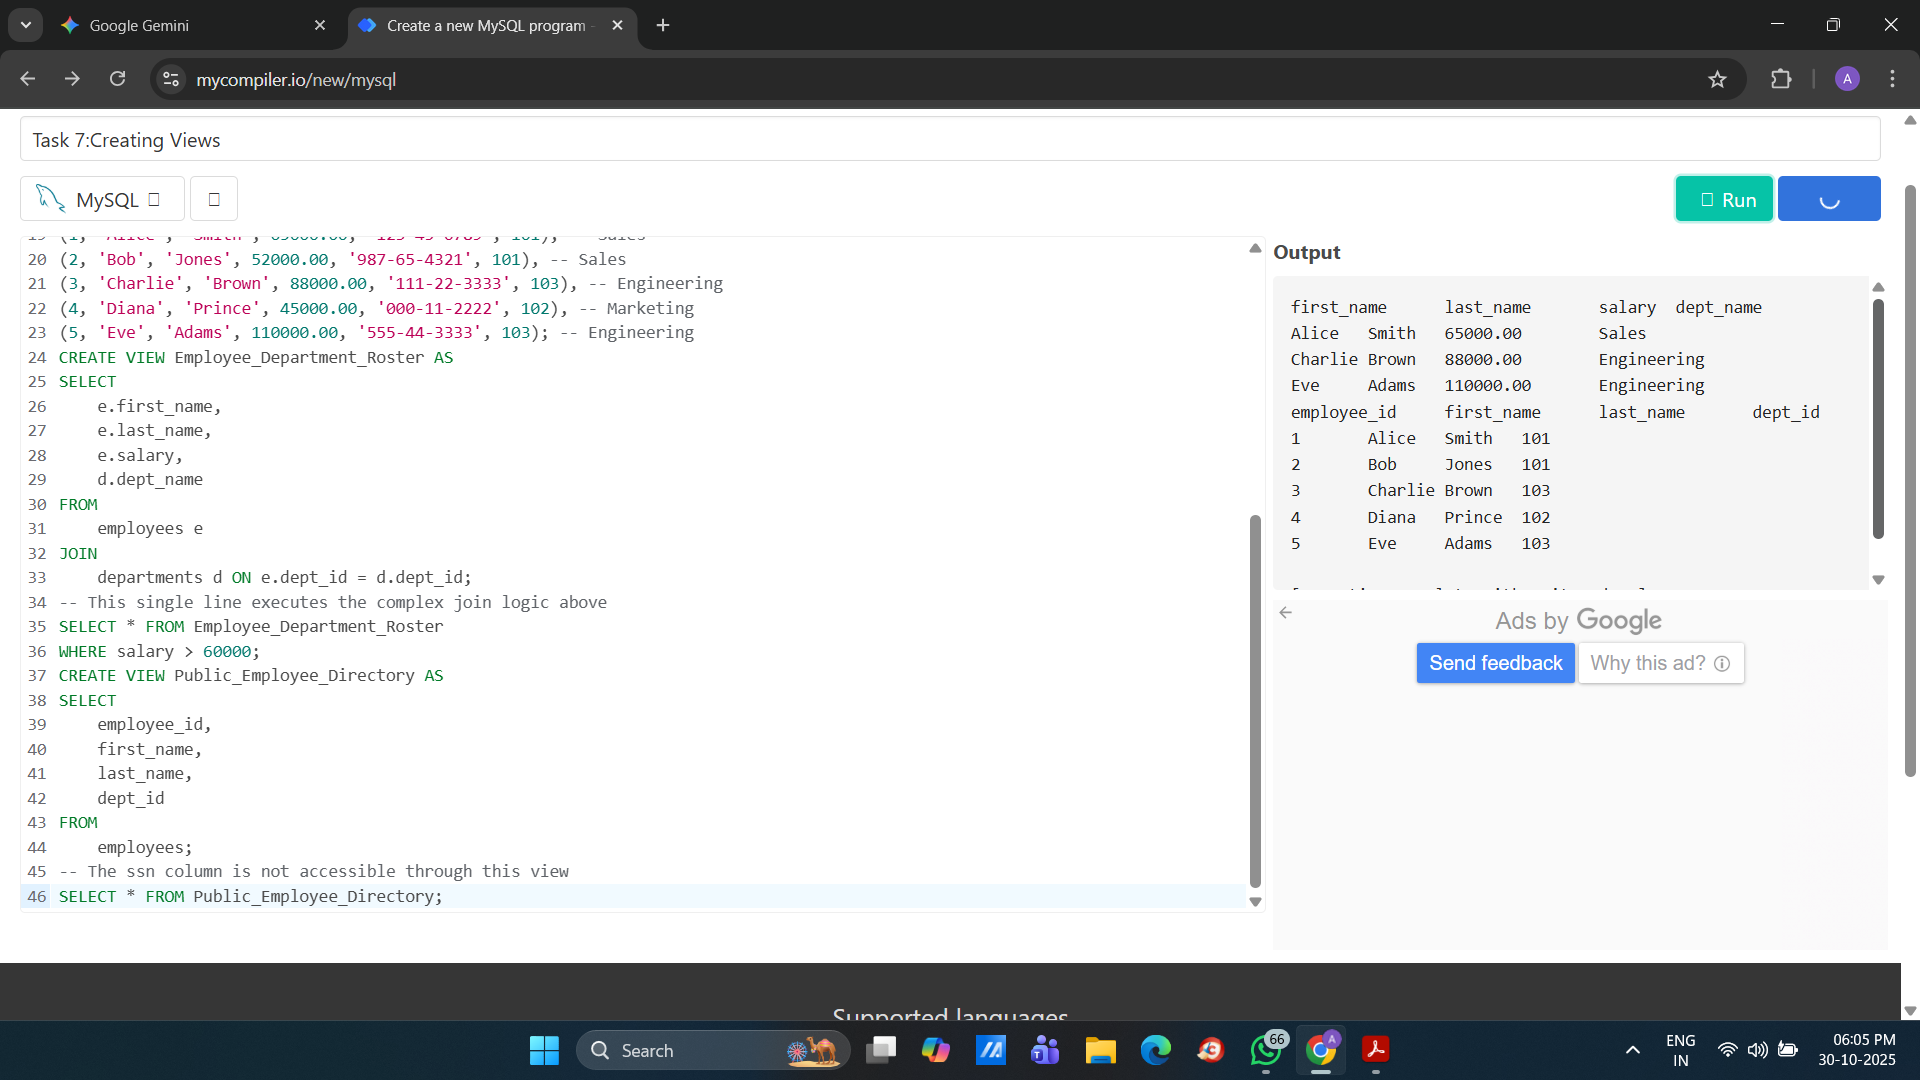 Google Gemini
Create a new MySQL program -
mycompiler.io/new/mysql
A
Task 7:Creating Views
MySQL
Run
20 (2, 'Bob', 'Jones', 52000.00, '987-65-4321', 101), -- Sales
21 (3, 'Charlie', 'Brown', 88000.00, '111-22-3333', 103), -- Engineering
22 (4, 'Diana', 'Prince', 45000.00, '000-11-2222', 102), -- Marketing
23 (5, 'Eve', 'Adams', 110000.00, '555-44-3333', 103); -- Engineering
24 CREATE VIEW Employee_Department_Roster AS
25 SELECT
26 e.first_name,
27 e.last_name,
28 e.salary,
29 d.dept_name
30 FROM
31 employees e
32 JOIN
33 departments d ON e.dept_id = d.dept_id;
34 -- This single line executes the complex join logic above
35 SELECT * FROM Employee_Department_Roster
36 WHERE salary > 60000;
37 CREATE VIEW Public_Employee_Directory AS
38 SELECT
39 employee_id,
40 first_name,
41 last_name,
42 dept_id
43 FROM
44 employees;
45 -- The ssn column is not accessible through this view
46 SELECT * FROM Public_Employee_Directory;
Output
first_name last_name salary dept_name
Alice Smith 65000.00 Sales
Charlie Brown 88000.00 Engineering
Eve Adams 110000.00 Engineering
employee_id first_name last_name dept_id
1 Alice Smith 101
2 Bob Jones 101
3 Charlie Brown 103
4 Diana Prince 102
5 Eve Adams 103
Ads by Google
Send feedback
Why this ad?
Supported languages
Search
66
A
ENG
IN
06:05 PM
30-10-2025